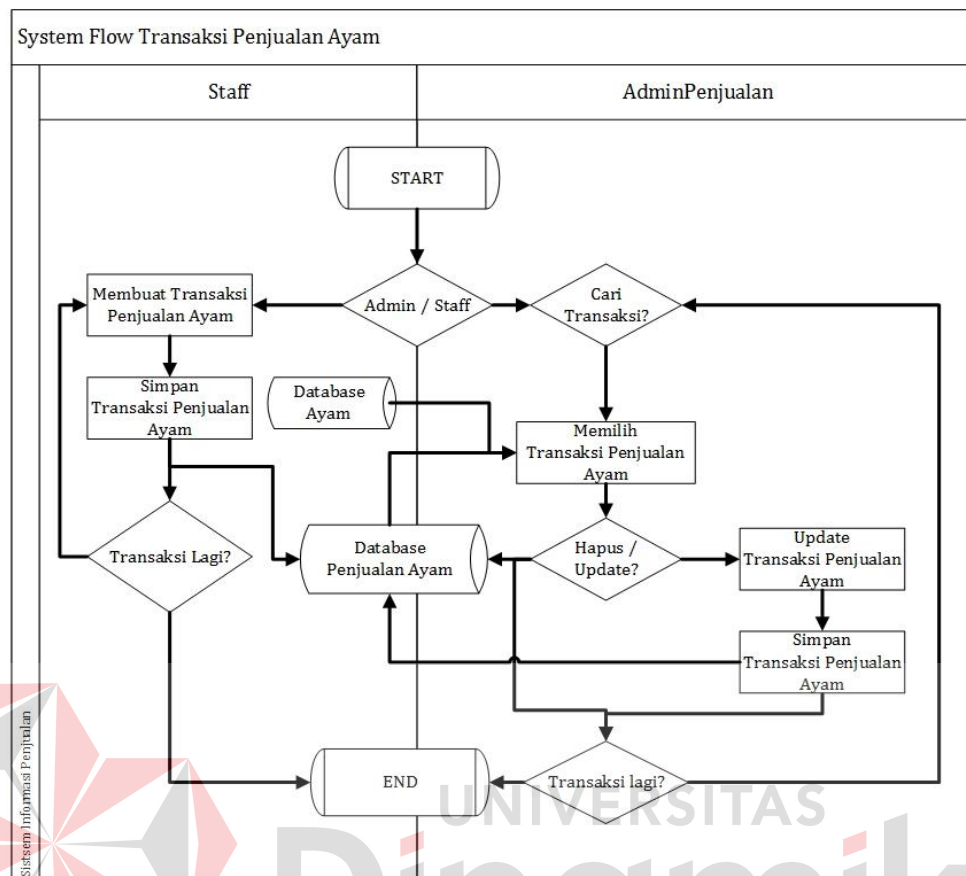 System Flow Transaksi Penjualan Ayam
Staff
AdminPenjualan
START
Membuat Transaksi
Penjualan Ayam
Admin / Staff
Cari
Transaksi?
Simpan
Transaksi Penjualan
Ayam
Database
Ayam
Memilih
Transaksi Penjualan
Ayam
Transaksi Lagi?
Database
Penjualan Ayam
Hapus /
Update?
Update
Transaksi Penjualan
Ayam
Simpan
Transaksi Penjualan
Ayam
END
Transaksi lagi?
Sistsem Informasi Penjualan
UNIVERSITAS
Dinamik